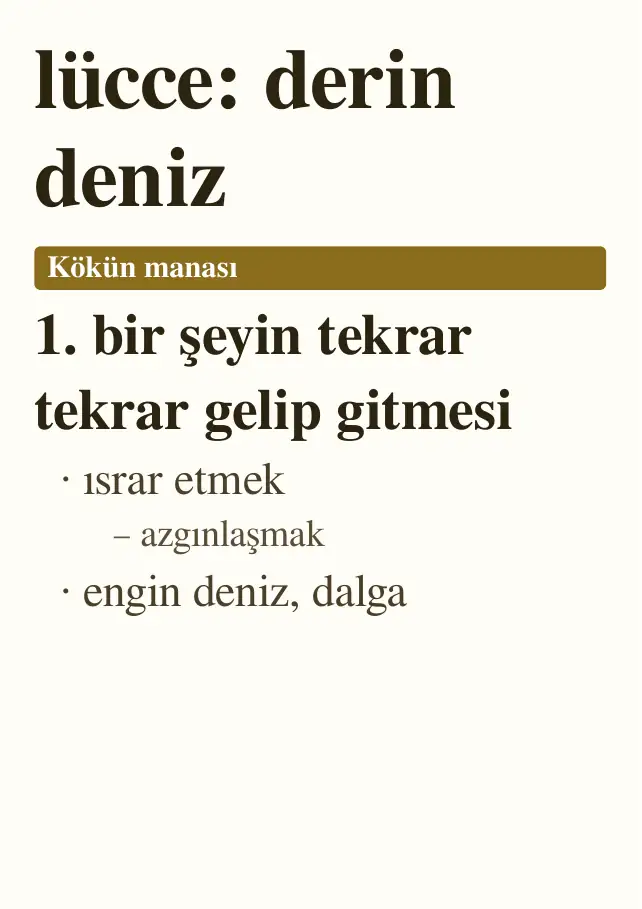 lücce: derin
deniz
Kökün manası
1. bir şeyin tekrar
tekrar gelip gitmesi
· ısrar etmek
– azgınlaşmak
· engin deniz, dalga